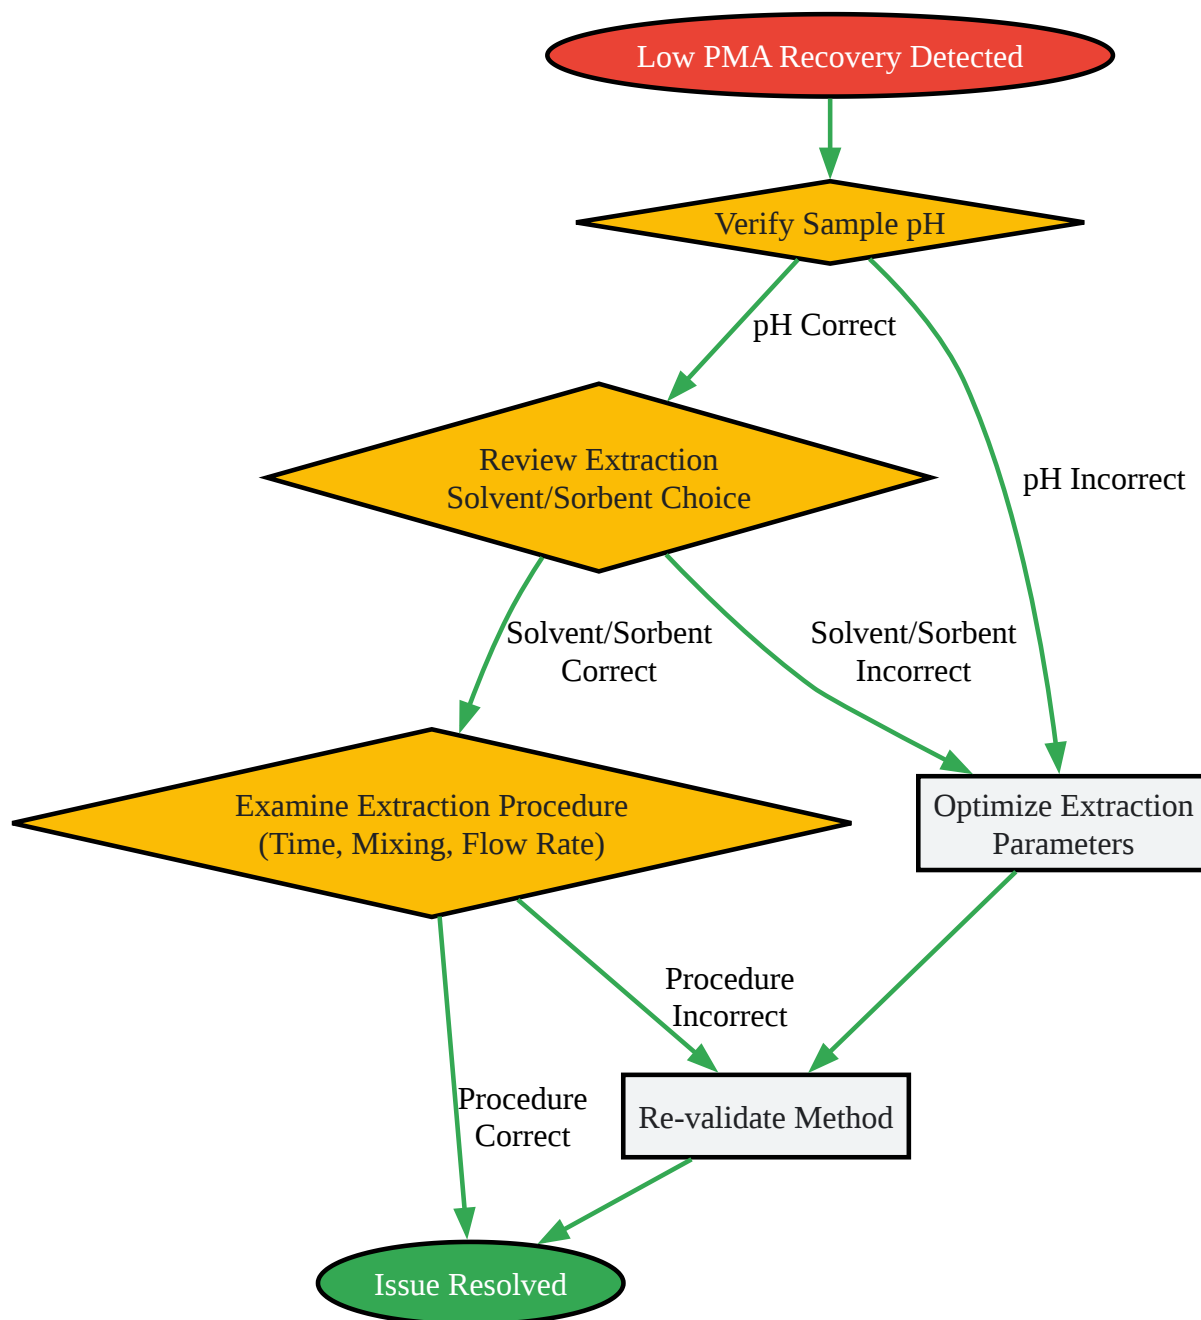 Low PMA Recovery Detected
Verify Sample pH
pH Correct
Review Extraction
Solvent/Sorbent Choice
pH Incorrect
Solvent/Sorbent
Correct
Solvent/Sorbent
Incorrect
Examine Extraction Procedure
(Time, Mixing, Flow Rate)
Optimize Extraction
Parameters
Procedure
Incorrect
Procedure
Correct
Re-validate Method
Issue Resolved